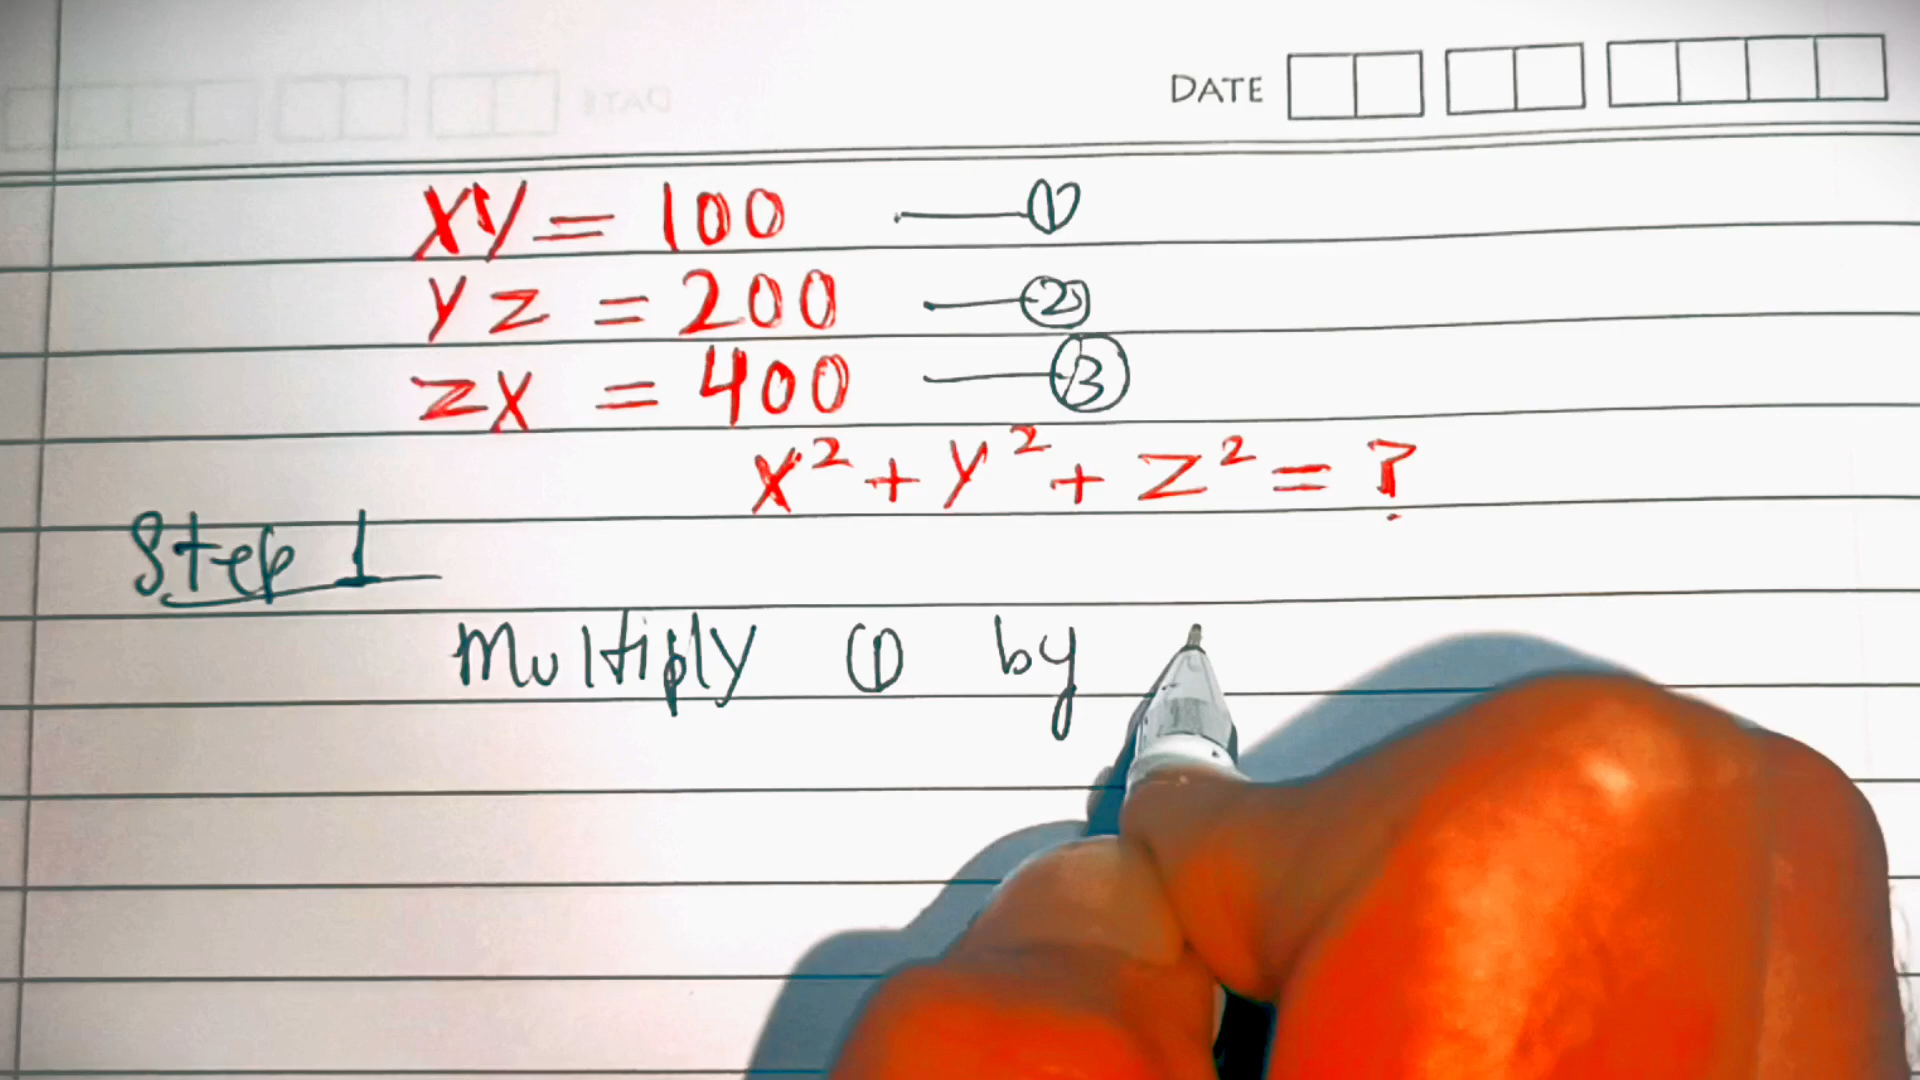 DATE
xy = 100 ——①
yz = 200 ——②
zx = 400 ——③
x² + y² + z² = ?
Step 1
Multiply ① by